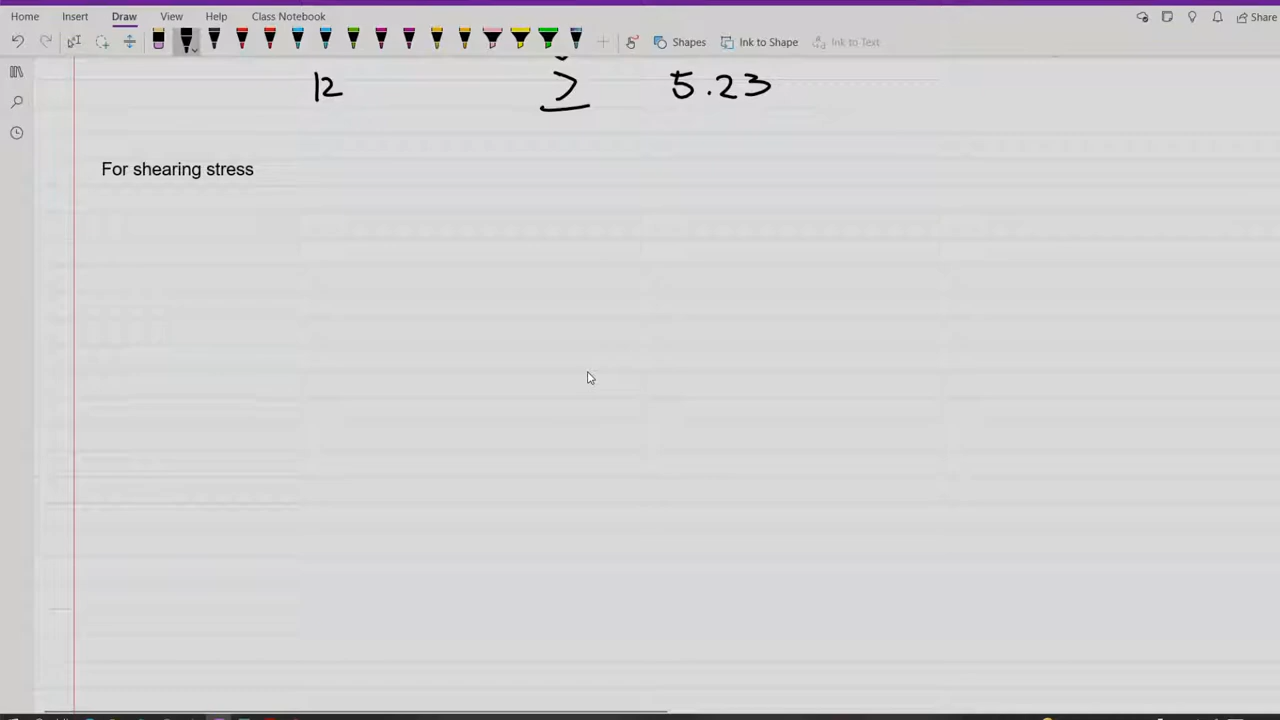 Home Insert Draw View Help Class Notebook Share
Shapes Ink to Shape Ink to Text
12 > 5.23
For shearing stress